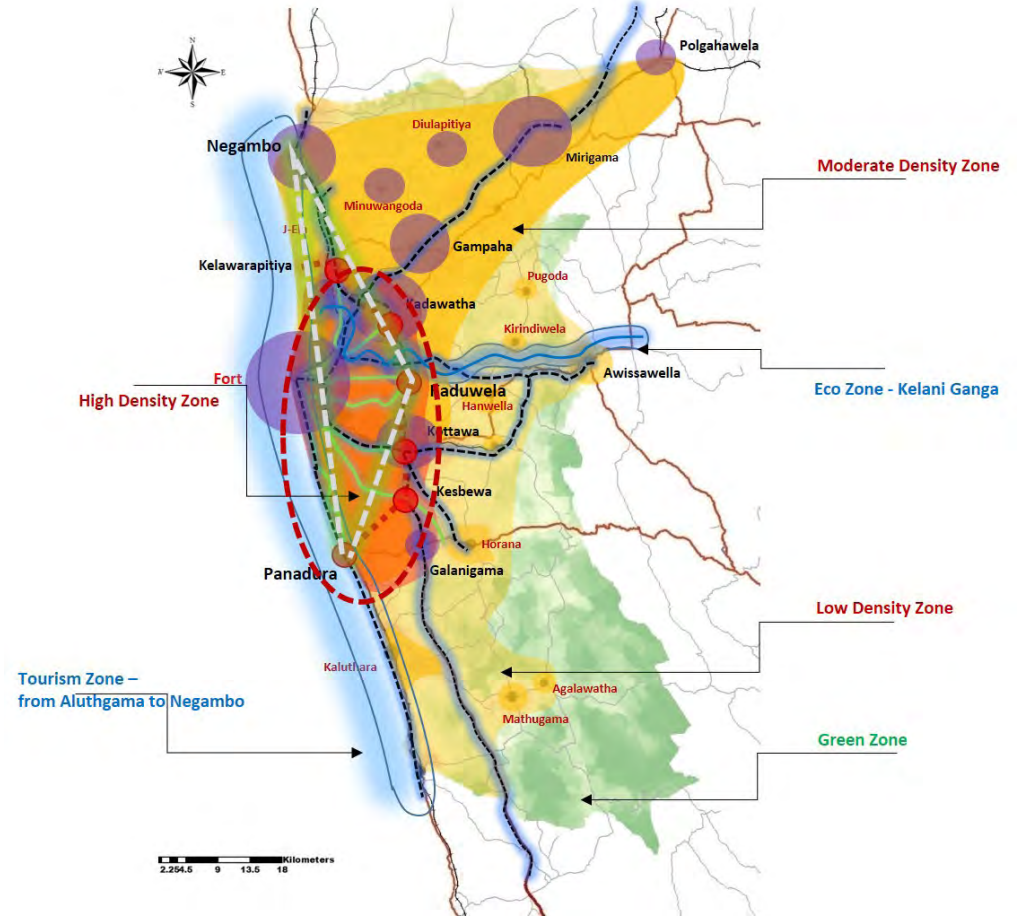 N
W
E
S
Polgahawela
Diulapitiya
Negambo
Mirigama
Moderate Density Zone
Minuwangoda
Gampaha
Kelawarapitiya
Pugoda
Kadawatha
Kirindiwela
Awissawella
Fort
High Density Zone
Kaduwela
Eco Zone - Kelani Ganga
Hanwella
Kottawa
Kesbewa
Horana
Galanigama
Panadura
Low Density Zone
Kaluthara
Tourism Zone –
from Aluthgama to Negambo
Agalawatha
Mathugama
Green Zone
Kilometers
2.254.5 9 13.5 18